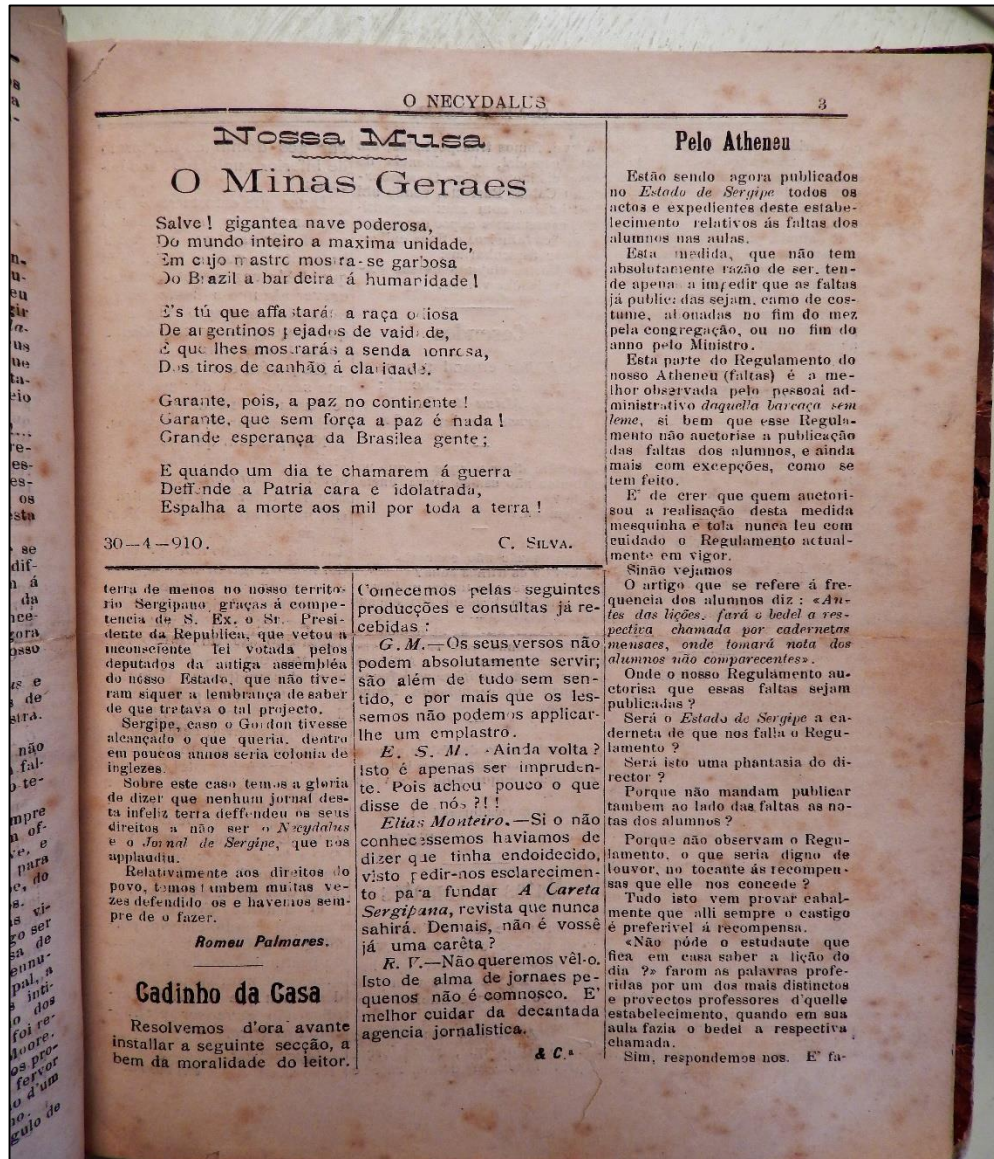 O NECYDALUS 3
Nossa Musa
O Minas Geraes
Salve ! gigantea nave poderosa,
Do mundo inteiro a maxima unidade,
Em cujo mastro mostra-se garbosa
Do Brazil a bandeira á humanidade !
E's tú que affastarás a raça odiosa
De argentinos pejados de vaidade,
E que lhes mostrarás a senda honrosa,
Dos tiros de canhão á claridade.
Garante, pois, a paz no continente !
Garante, que sem força a paz é nada !
Grande esperança da Brasilea gente ;
E quando um dia te chamarem á guerra
Deffende a Patria cara e idolatrada,
Espalha a morte aos mil por toda a terra !
30—4—910. C. SILVA.
terra de menos no nosso territo-
rio Sergipano, graças á compe-
tencia de S. Ex. o Sr. Presi-
dente da Republica, que vetou a
inconsciente lei votada pelos
deputados da antiga assembléa
do nosso Estado, que não tive-
ram siquer a lembrança de saber
de que tratava o tal projecto.
Sergipe, caso o Gordon tivesse
alcançado o que queria, dentro
em poucos annos seria colonia de
inglezes.
Sobre este caso temos a gloria
de dizer que nenhum jornal des-
ta infeliz terra deffendeu os seus
direitos a não ser o Necydalus
e o Jornal de Sergipe, que nos
applaudiu.
Relativamente aos direitos do
povo, temos tambem muitas ve-
zes defendido os e havemos sem-
pre de o fazer.
Romeu Palmares.
Cadinho da Casa
Resolvemos d'ora avante
installar a seguinte secção, a
bem da moralidade do leitor.
Comecemos pelas seguintes
producções e consultas já re-
cebidas :
G. M.—Os seus versos não
podem absolutamente servir;
são além de tudo sem sen-
tido, e por mais que os les-
semos não podemos applicar-
lhe um emplastro.
E. S. M. —Ainda volta ?
Isto é apenas ser impruden-
te. Pois achou pouco o que
disse de nós ?!!
Elias Monteiro.—Si o não
conhecessemos haviamos de
dizer que tinha endoidecido,
visto pedir-nos esclarecimen-
to para fundar A Careta
Sergipana, revista que nunca
sahirá. Demais, não é vossê
já uma carêta ?
R. V.—Não queremos vêl-o.
Isto de alma de jornaes pe-
quenos não é comnosco. E'
melhor cuidar da decantada
agencia jornalistica.
& C.ª
Pelo Atheneu
Estão sendo agora publicados
no Estado de Sergipe todos os
actos e expedientes deste estabe-
lecimento relativos ás faltas dos
alumnos nas aulas.
Esta medida, que não tem
absolutamente razão de ser, ten-
de apena a impedir que as faltas
já publicadas sejam, camo de cos-
tume, abonadas no fim do mez
pela congregação, ou no fim do
anno pelo Ministro.
Esta parte do Regulamento do
nosso Atheneu (faltas) é a me-
lhor observada pelo pessoal ad-
ministrativo daquella barcaça sem
leme, si bem que esse Regula-
mento não auctorise a publicação
das faltas dos alumnos, e ainda
mais com excepções, como se
tem feito.
E' de crer que quem auctori-
sou a realisação desta medida
mesquinha e tola nunca leu com
cuidado o Regulamento actual-
mente em vigor.
Sinão vejamos
O artigo que se refere á fre-
quencia dos alumnos diz : «An-
tes das lições, fará o bedel a res-
pectiva chamada por cadernetas
mensaes, onde tomará nota dos
alumnos não comparecentes».
Onde o nosso Regulamento au-
ctorisa que essas faltas sejam
publicadas ?
Será o Estado de Sergipe a ca-
derneta de que nos falla o Regu-
lamento ?
Será isto uma phantasia do di-
rector ?
Porque não mandam publicar
tambem ao lado das faltas as no-
tas dos alumnos ?
Porque não observam o Regu-
lamento, o que seria digno de
louvor, no tocante ás recompen-
sas que elle nos concede ?
Tudo isto vem provar cabal-
mente que alli sempre o castigo
é preferivel á recompensa.
«Não póde o estudaute que
fica em casa saber a lição do
dia ?» farom as palavras profe-
ridas por um dos mais distinctos
e provectos professores d'quelle
estabelecimento, quando em sua
aula fazia o bedel a respectiva
chamada.
Sim, respondemos nos. E' fa-